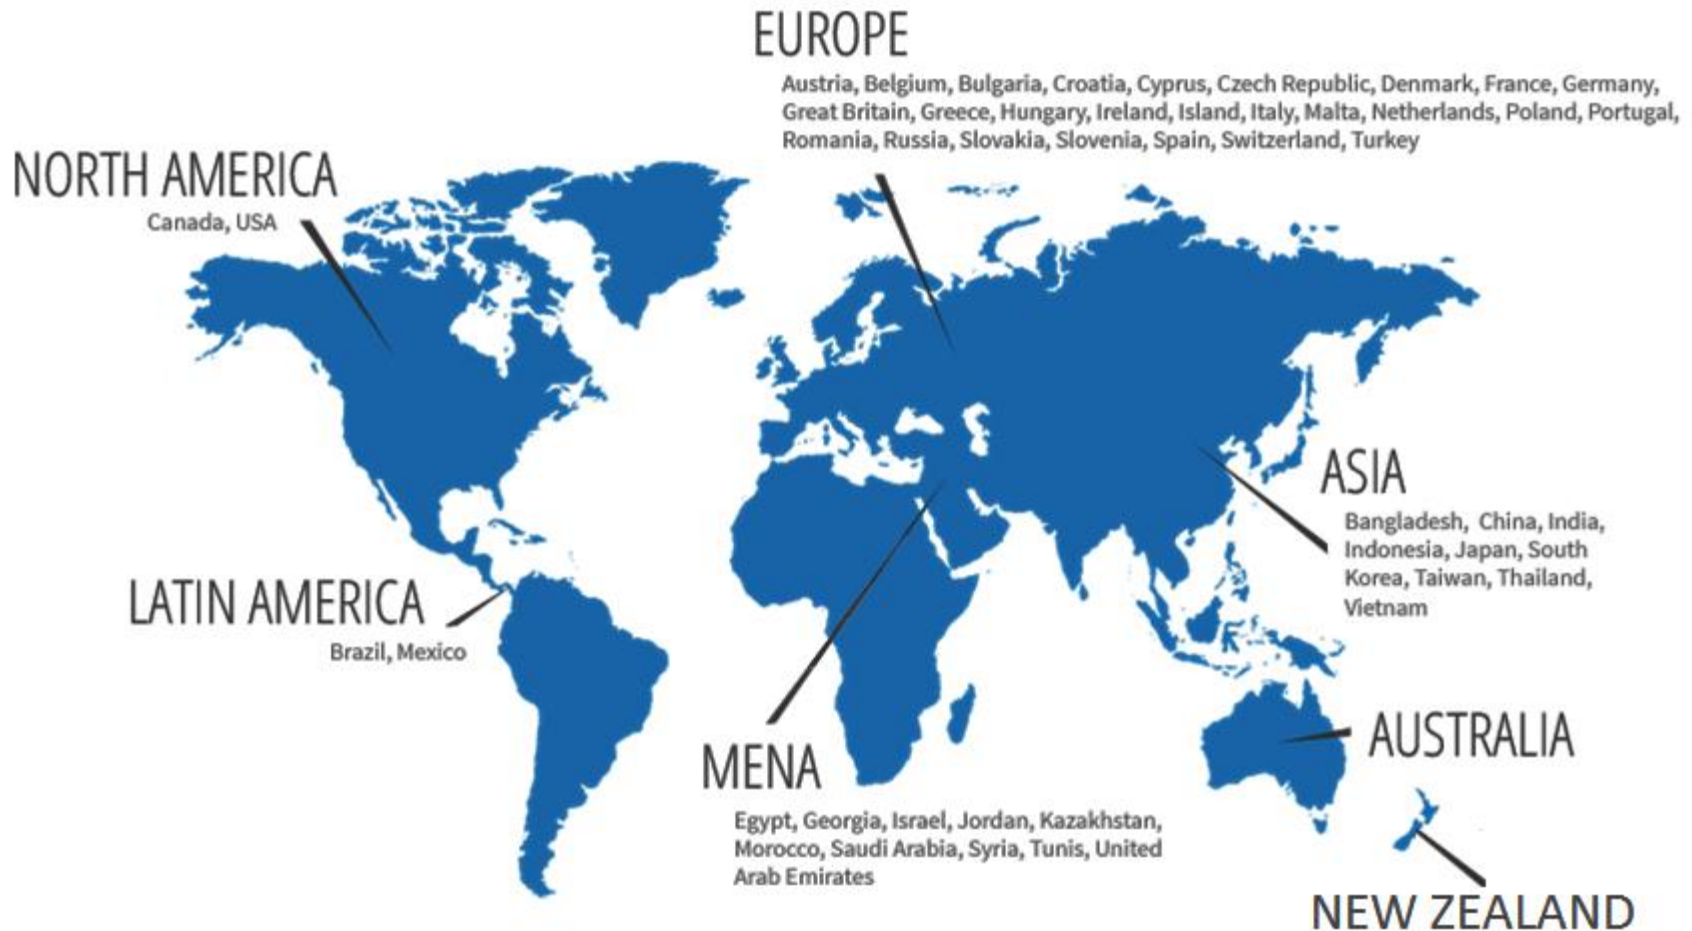 EUROPE
Austria, Belgium, Bulgaria, Croatia, Cyprus, Czech Republic, Denmark, France, Germany,
Great Britain, Greece, Hungary, Ireland, Island, Italy, Malta, Netherlands, Poland, Portugal,
Romania, Russia, Slovakia, Slovenia, Spain, Switzerland, Turkey
NORTH AMERICA
Canada, USA
ASIA
Bangladesh, China, India,
Indonesia, Japan, South
Korea, Taiwan, Thailand,
Vietnam
LATIN AMERICA
Brazil, Mexico
AUSTRALIA
MENA
Egypt, Georgia, Israel, Jordan, Kazakhstan,
Morocco, Saudi Arabia, Syria, Tunis, United
Arab Emirates
NEW ZEALAND